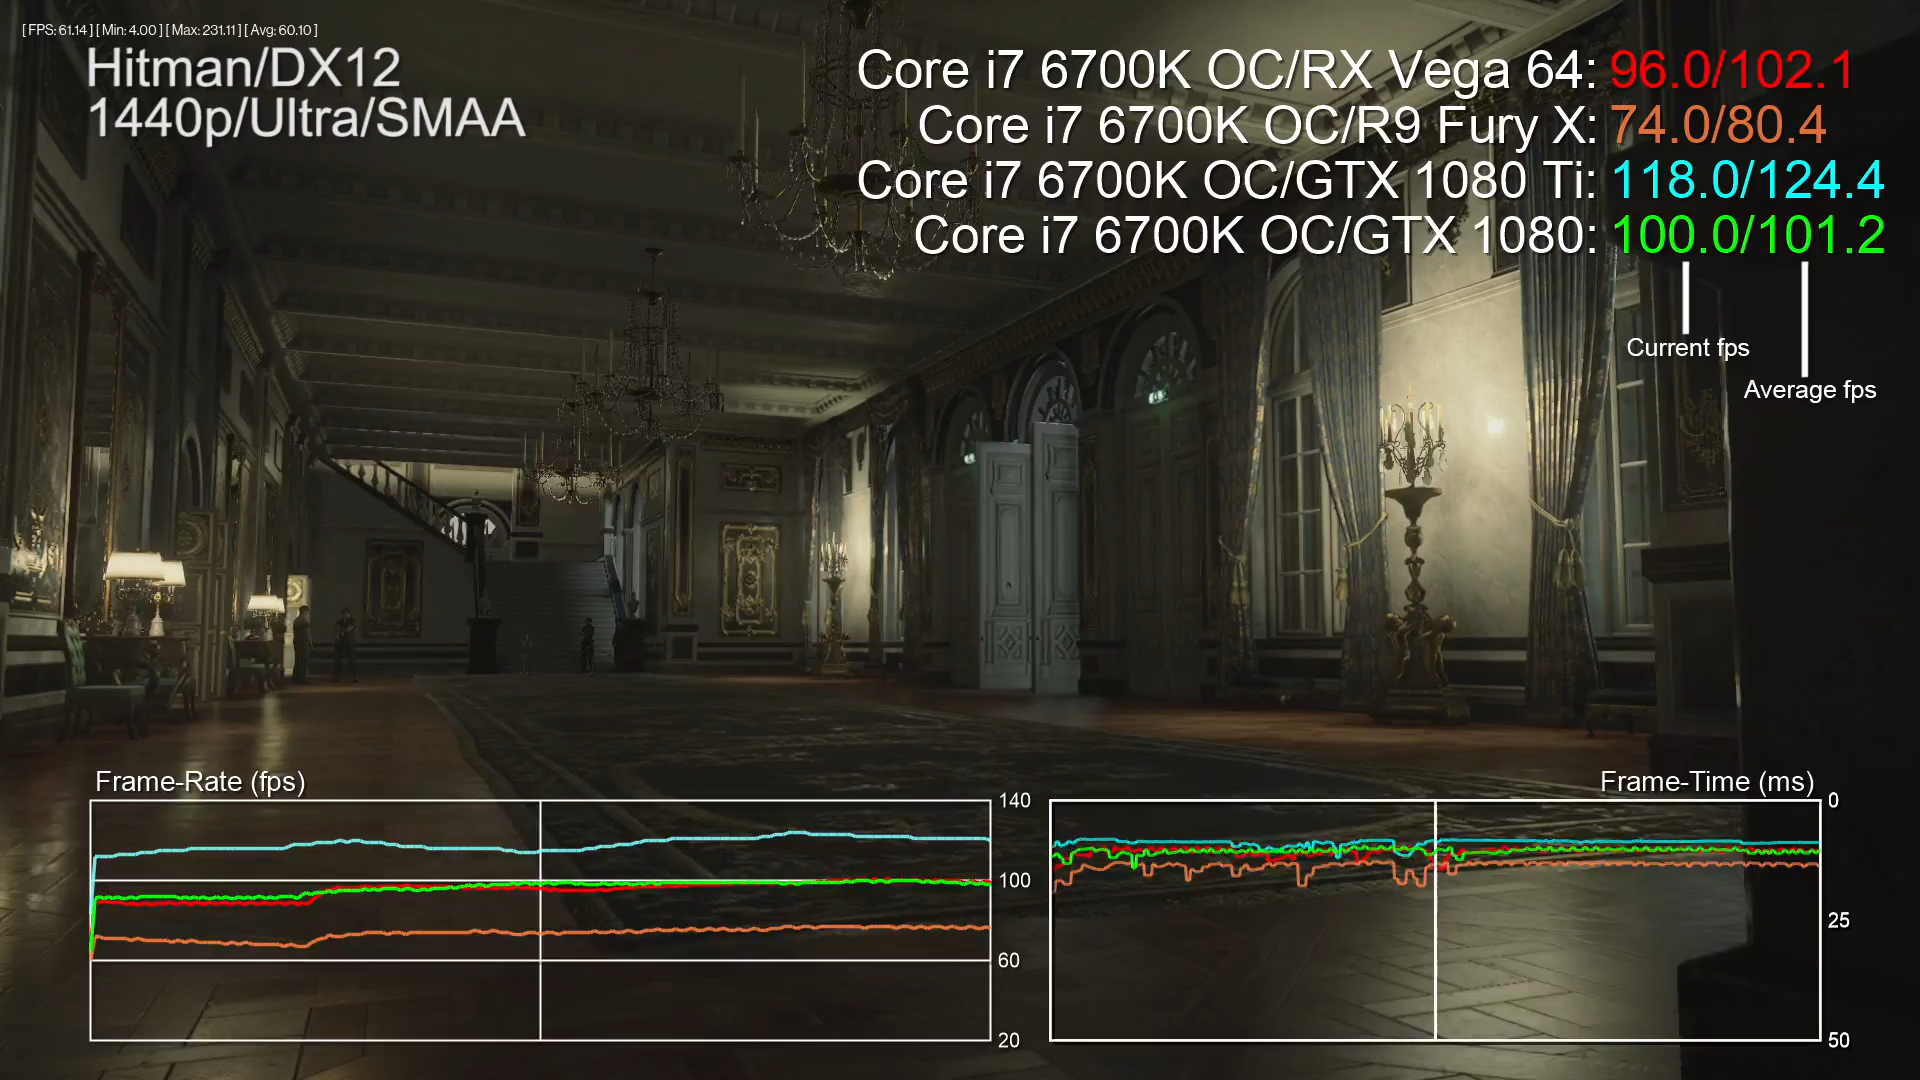 [ FPS: 61.14 ] [ Min: 4.00 ] [ Max: 231.11 ] [ Avg: 60.10 ]
Hitman/DX12
1440p/Ultra/SMAA
Core i7 6700K OC/RX Vega 64: 96.0/102.1
Core i7 6700K OC/R9 Fury X: 74.0/80.4
Core i7 6700K OC/GTX 1080 Ti: 118.0/124.4
Core i7 6700K OC/GTX 1080: 100.0/101.2
Current fps
Average fps
Frame-Rate (fps)
140
100
60
20
Frame-Time (ms)
0
25
50